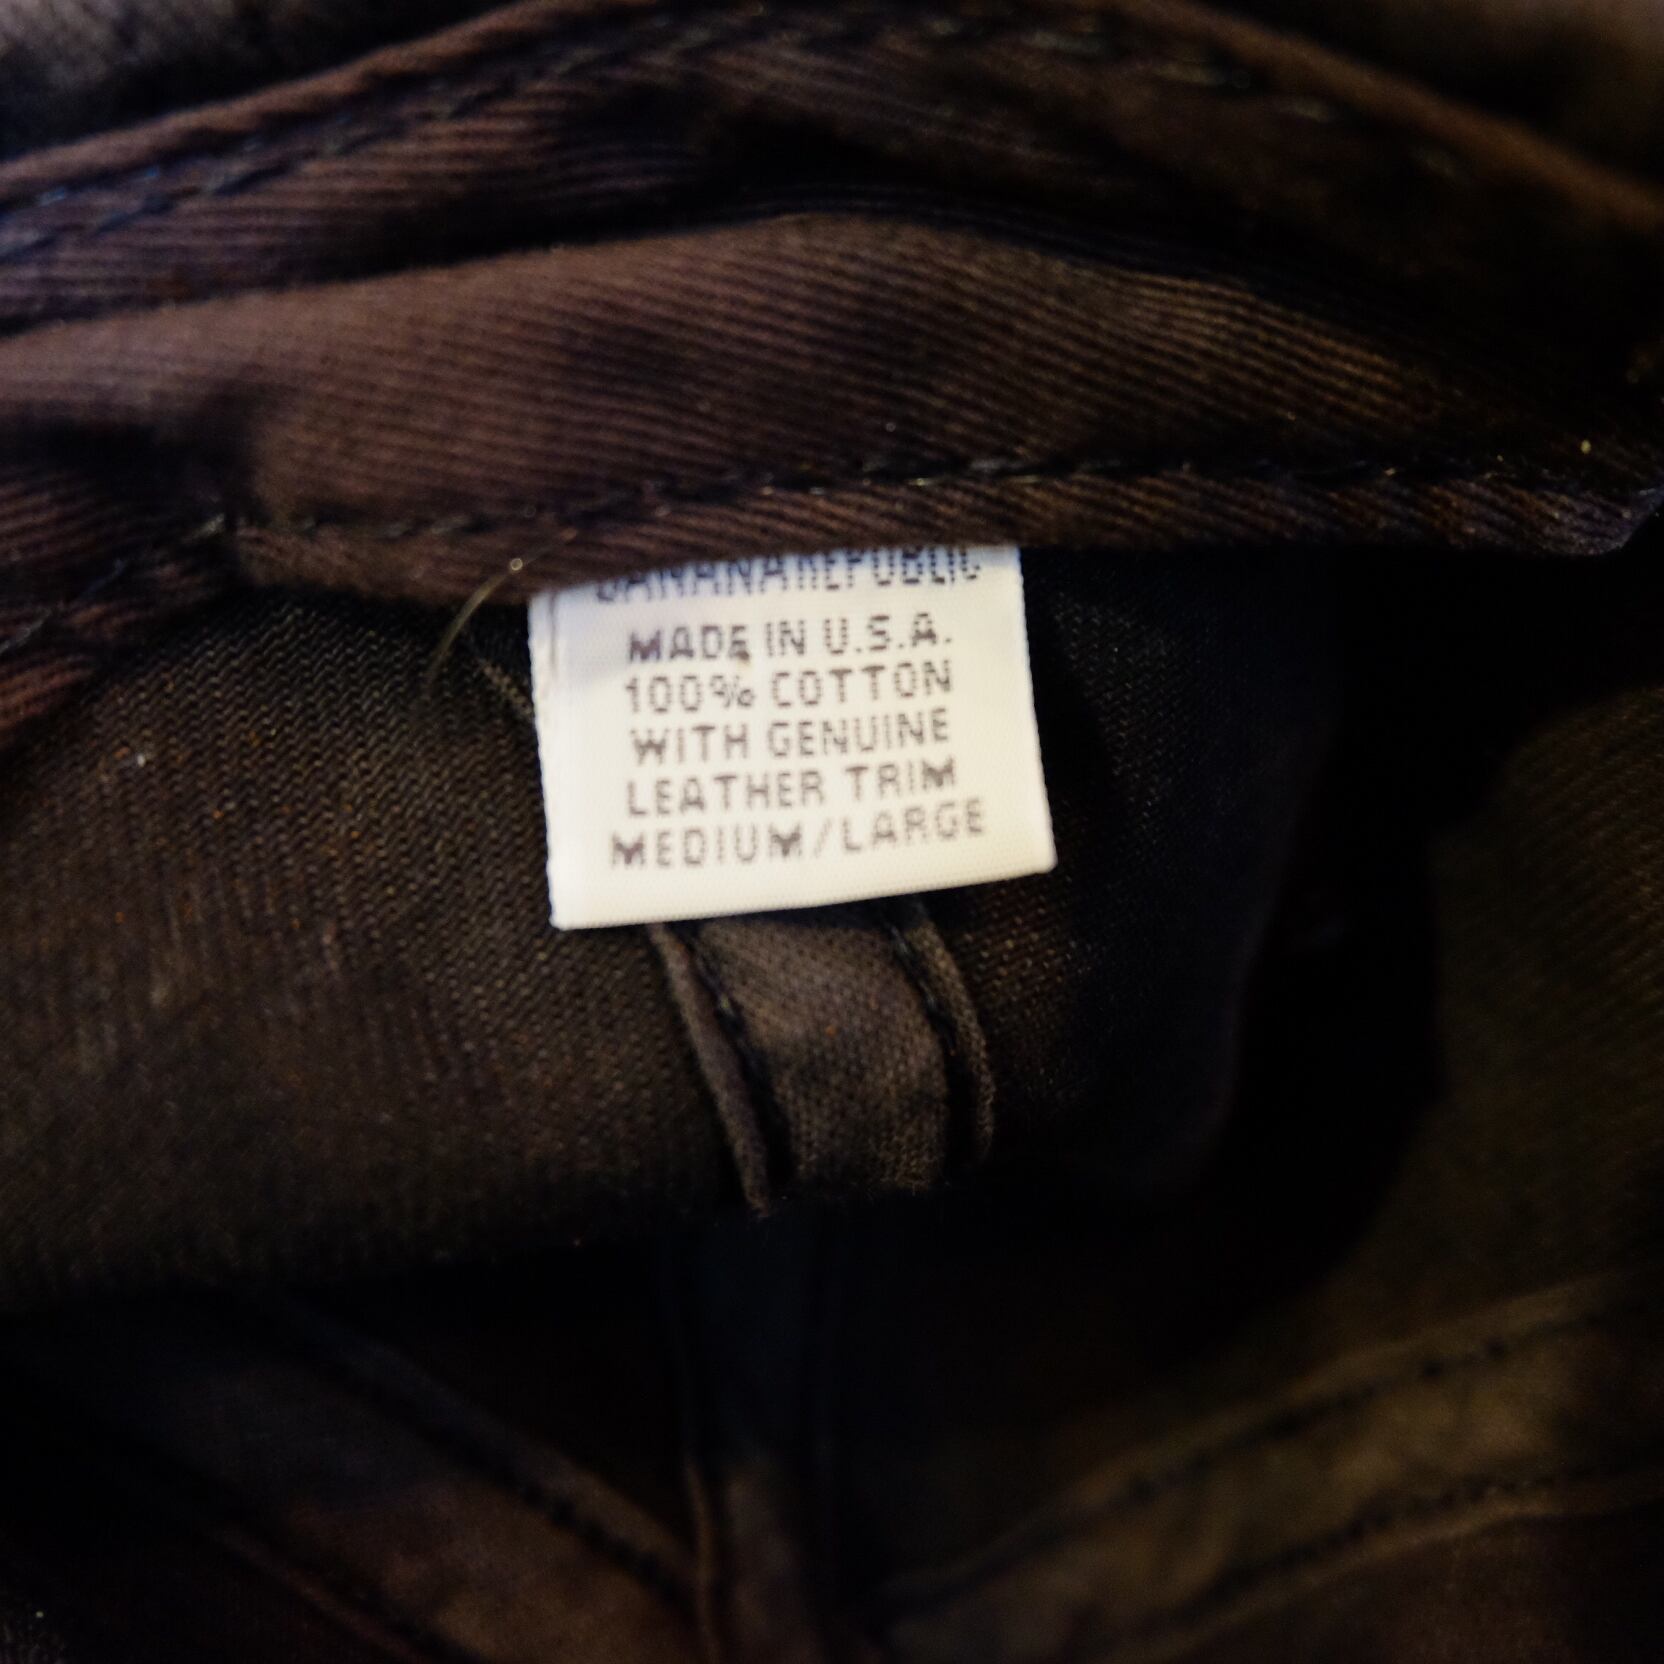 BANANA REPUBLIC
MADE IN U.S.A.
100% COTTON
WITH GENUINE
LEATHER TRIM
MEDIUM/LARGE